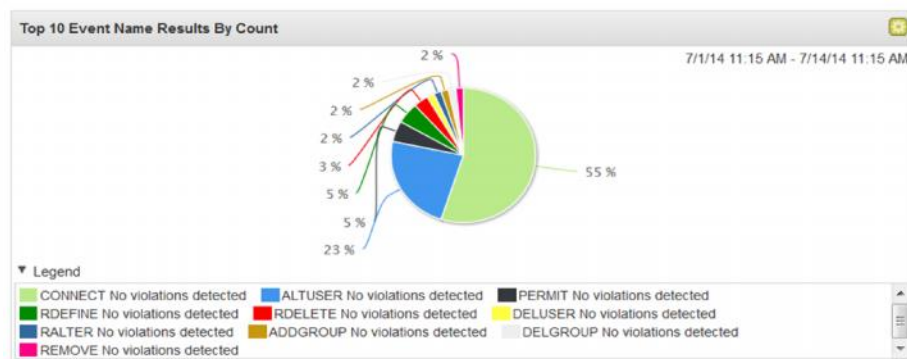 Top 10 Event Name Results By Count
7/1/14 11:15 AM - 7/14/14 11:15 AM
2 %
2 %
2 %
2 %
3 %
5 %
5 %
23 %
55 %
Legend
CONNECT No violations detected ALTUSER No violations detected PERMIT No violations detected
RDEFINE No violations detected RDELETE No violations detected DELUSER No violations detected
RALTER No violations detected ADDGROUP No violations detected DELGROUP No violations detected
REMOVE No violations detected